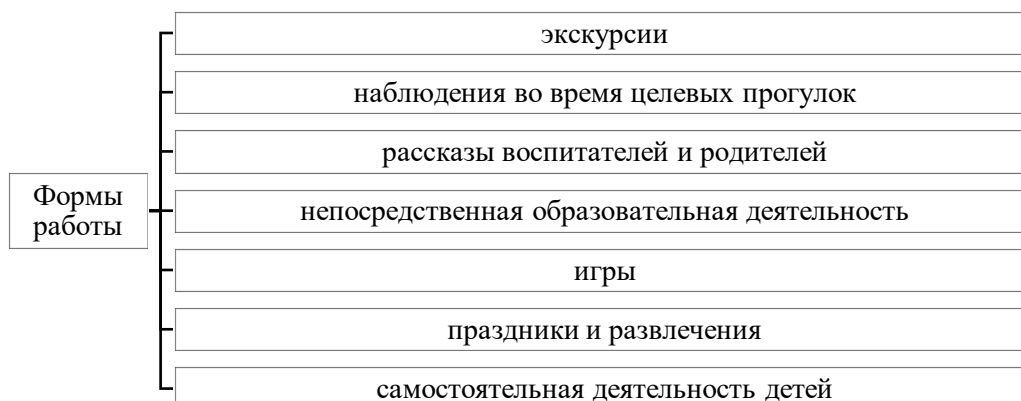 экскурсии
наблюдения во время целевых прогулок
рассказы воспитателей и родителей
Формы
работы
непосредственная образовательная деятельность
игры
праздники и развлечения
самостоятельная деятельность детей